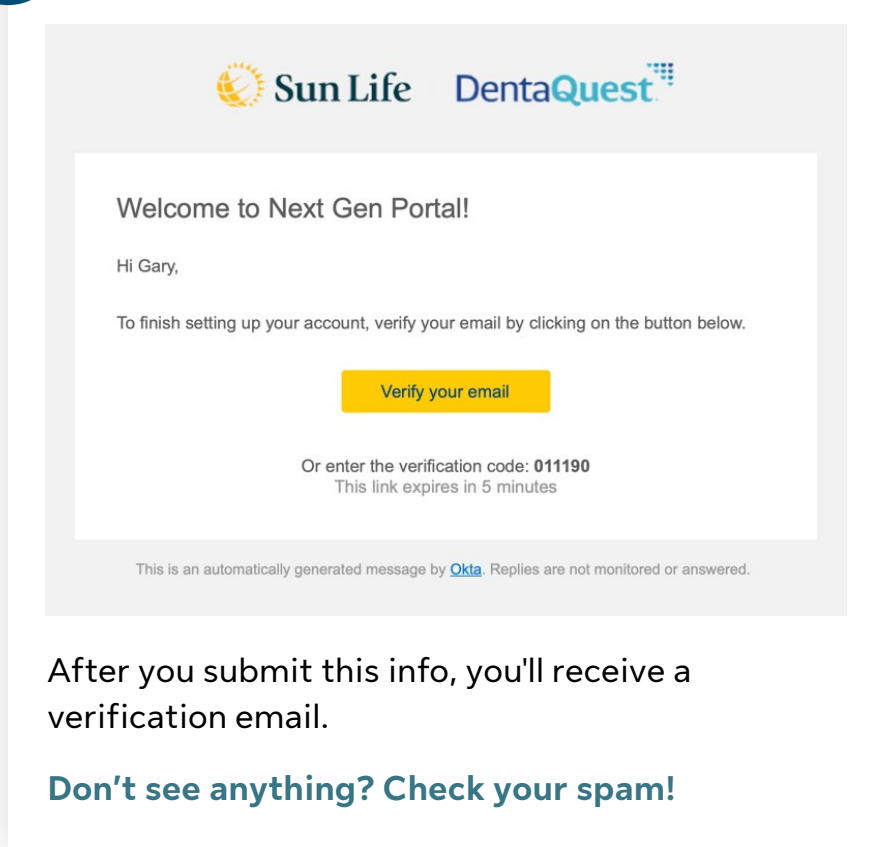 Sun Life DentaQuest
Welcome to Next Gen Portal!
Hi Gary,
To finish setting up your account, verify your email by clicking on the button below.
Verify your email
Or enter the verification code: 011190
This link expires in 5 minutes
This is an automatically generated message by Okta. Replies are not monitored or answered.
After you submit this info, you'll receive a
verification email.
Don’t see anything? Check your spam!